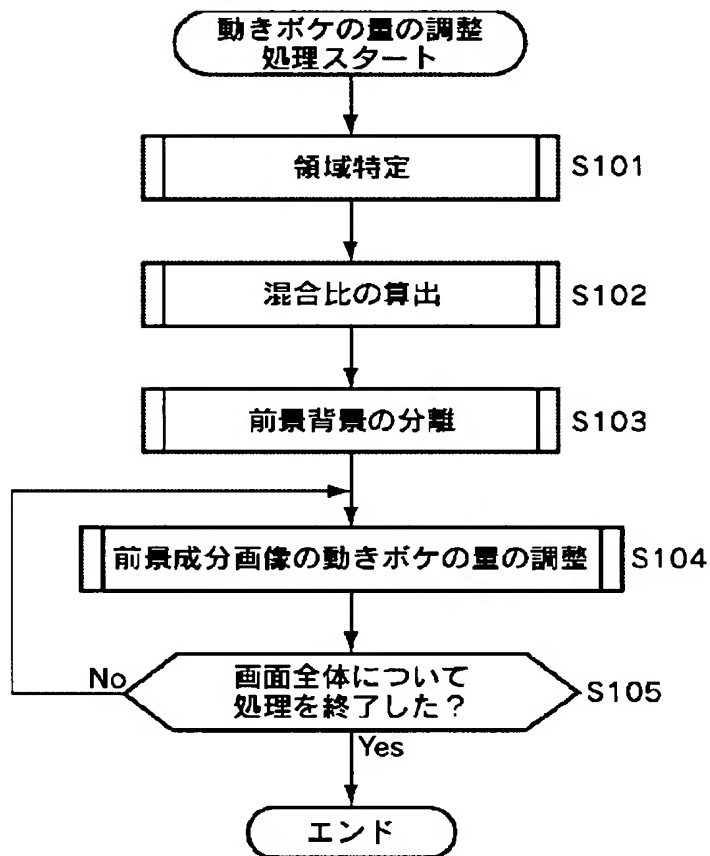 動きボケの量の調整
処理スタート
領域特定
S101
混合比の算出
S102
前景背景の分離
S103
前景成分画像の動きボケの量の調整
S104
画面全体について
処理を終了した？
S105
No
Yes
エンド